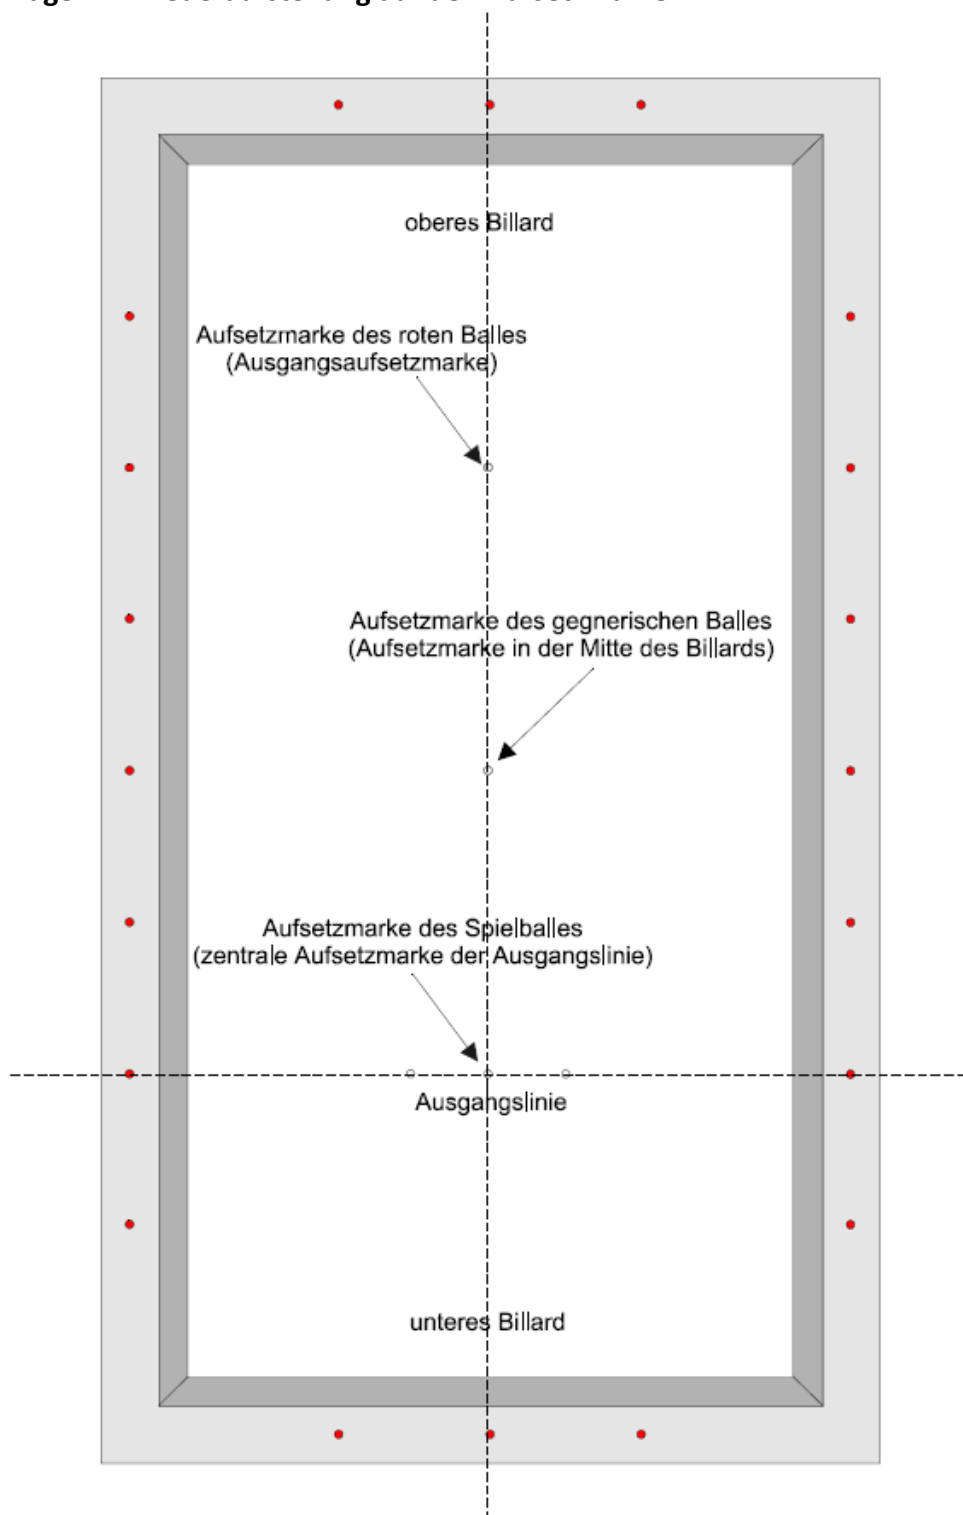 oberes Billard
Aufsetzmarke des roten Balles
(Ausgangsaufsetzmarke)
Aufsetzmarke des gegnerischen Balles
(Aufsetzmarke in der Mitte des Billards)
Aufsetzmarke des Spielballes
(zentrale Aufsetzmarke der Ausgangslinie)
Ausgangslinie
unteres Billard